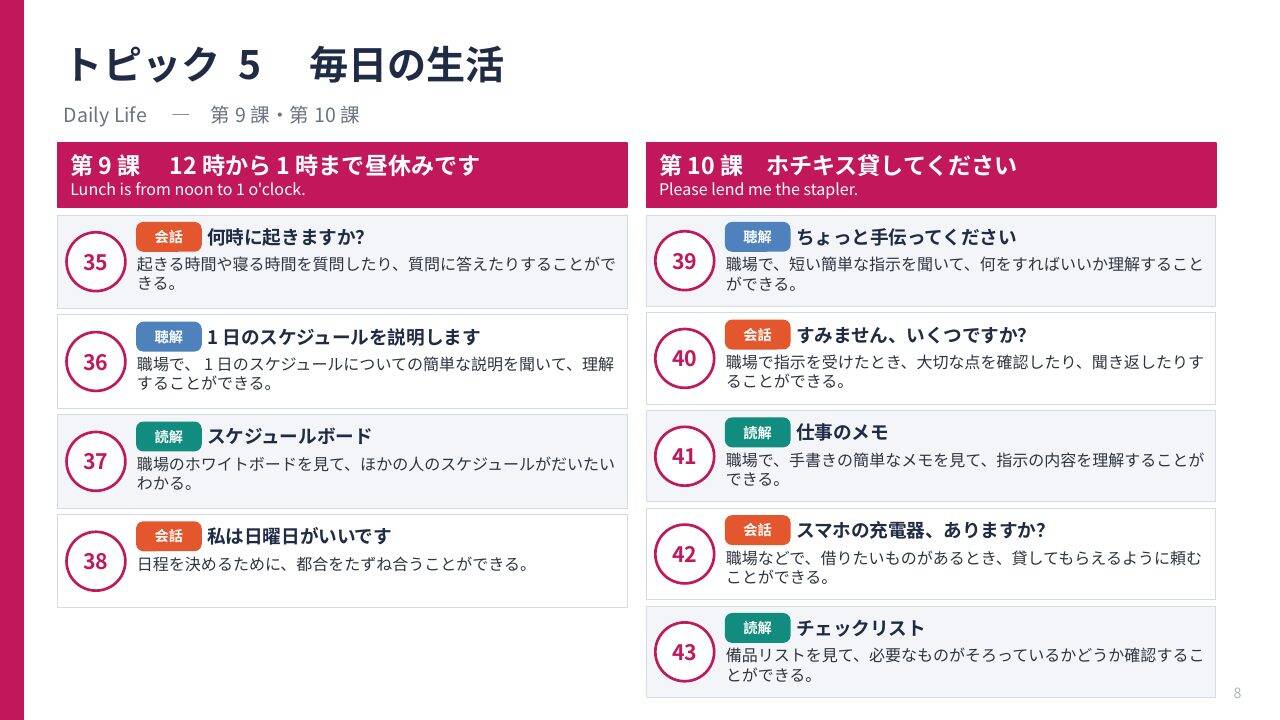 トピック 5　毎日の生活
Daily Life　―　第 9 課・第 10 課
第 9 課　12 時から 1 時まで昼休みです
Lunch is from noon to 1 o'clock.
35
会話 何時に起きますか?
起きる時間や寝る時間を質問したり、質問に答えたりすることがで
きる。
36
聴解 1 日のスケジュールを説明します
職場で、１日のスケジュールについての簡単な説明を聞いて、理解
することができる。
37
読解 スケジュールボード
職場のホワイトボードを見て、ほかの人のスケジュールがだいたい
わかる。
38
会話 私は日曜日がいいです
日程を決めるために、都合をたずね合うことができる。
第 10 課　ホチキス貸してください
Please lend me the stapler.
39
聴解 ちょっと手伝ってください
職場で、短い簡単な指示を聞いて、何をすればいいか理解すること
ができる。
40
会話 すみません、いくつですか?
職場で指示を受けたとき、大切な点を確認したり、聞き返したりす
ることができる。
41
読解 仕事のメモ
職場で、手書きの簡単なメモを見て、指示の内容を理解することが
できる。
42
会話 スマホの充電器、ありますか?
職場などで、借りたいものがあるとき、貸してもらえるように頼む
ことができる。
43
読解 チェックリスト
備品リストを見て、必要なものがそろっているかどうか確認するこ
とができる。
8